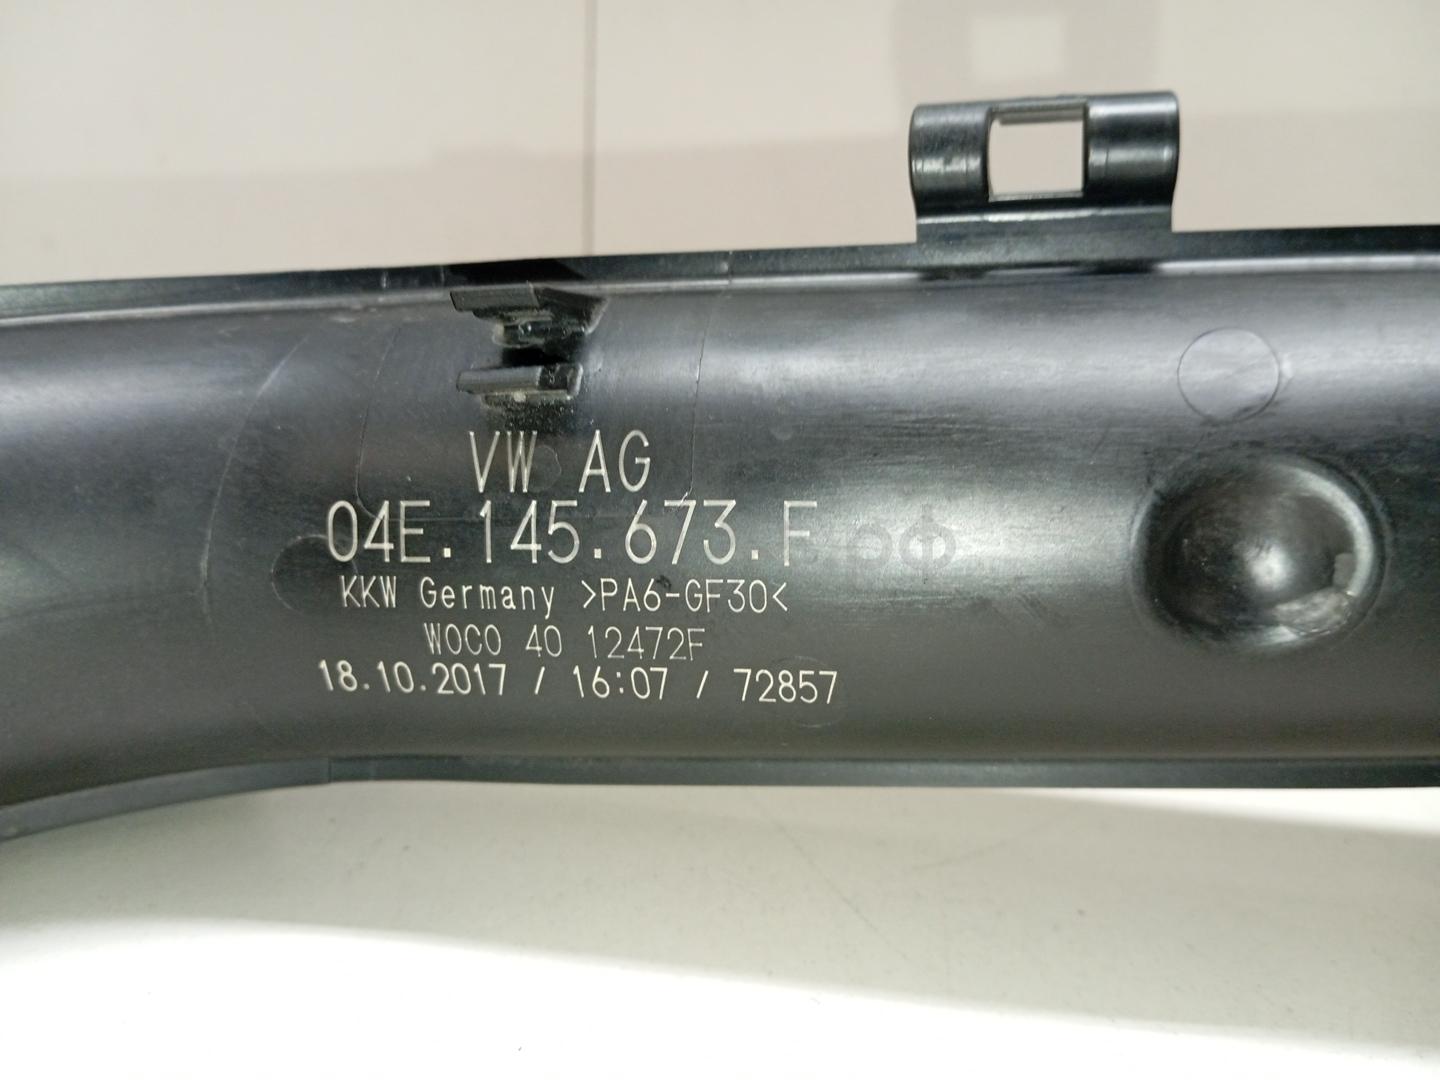 VW AG
04E.145.673.F
KKW Germany >PA6-GF30<
WOCO 40 12472F
18.10.2017 / 16:07 / 72857